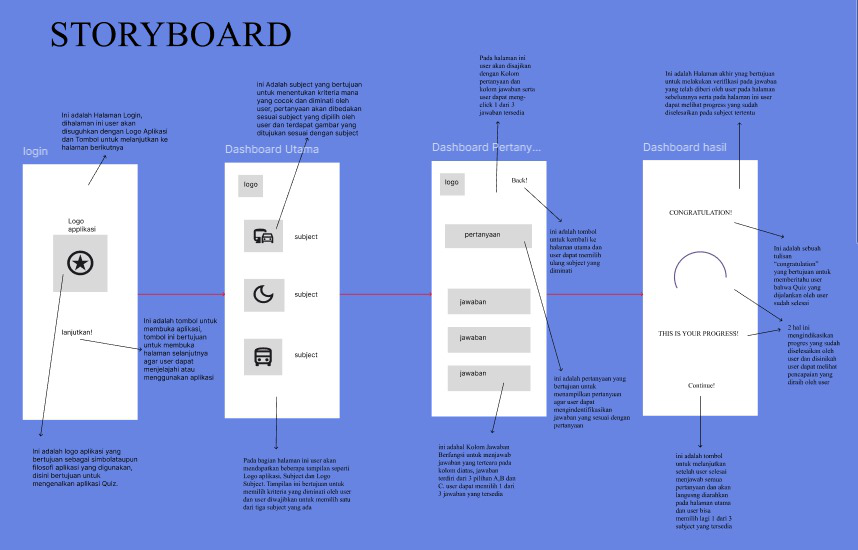 STORYBOARD
login
Ini adalah Halaman Login,
dihalaman ini user akan
disuguhkan dengan Logo Aplikasi
dan Tombol untuk melanjutkan ke
halaman berikutnya
Logo
applikasi
lanjutkan!
Ini adalah tombol untuk
membuka aplikasi,
tombol ini bertujuan
untuk membuka
halaman selanjutnya
agar user dapat
menjelajahi atau
menggunakan aplikasi
Ini adalah logo aplikasi yang
bertujuan sebagai simbolataupun
filosofi aplikasi yang digunakan,
disini bertujuan untuk
mengenalkan aplikasi Quiz.
Dashboard Utama
ini Adalah subject yang bertujuan
untuk menentukan kriteria mana
yang cocok dan diminati oleh
user, pertanyaan akan dibedakan
sesuai subject yang dipilih oleh
user dan terdapat gambar yang
ditujukan sesuai dengan subject
logo
subject
subject
subject
Pada bagian halaman ini user akan
mendapatkan beberapa tampilan seperti
Logo aplikasi, Subject dan Logo
Subject. Tampilan ini bertujuan untuk
memilih kriteria yang diminati oleh user
dan user diwajibkan untuk memilih satu
dari tiga subject yang ada
Dashboard Pertany...
Pada halaman ini
user akan disajikan
dengan Kolom
pertanyaan dan
kolom jawaban serta
user dapat meng-
click 1 dari 3
jawaban tersedia
logo
Back!
pertanyaan
jawaban
jawaban
jawaban
ini adalah tombol
untuk kembali ke
halaman utama dan
user dapat memilih
ulang subject yang
diminati
ini adalah pertanyaan yang
bertujuan untuk
menampilkan pertanyaan
agar user dapat
mengindentifikasikan
jawaban yang sesuai dengan
pertanyaan
ini adalah Kolom Jawaban
Berfungsi untuk menjawab
jawaban yang tertera pada
kolom diatas, jawaban
terdiri dari 3 pilihan A,B dan
C. user dapat memilih 1 dari
3 jawaban yang tersedia
Dashboard hasil
Ini adalah Halaman akhir ynag bertujuan
untuk melakukan verifikasi pada jawaban
yang telah diberi oleh user pada halaman
sebelumnya serta pada halaman ini user
dapat melihat progress yang sudah
diselesaikan pada subject tertentu
CONGRATULATION!
THIS IS YOUR PROGRESS!
Continue!
Ini adalah sebuah
tulisan
"congratulation"
yang bertujuan untuk
memberitahu user
bahwa Quiz yang
dijalankan oleh user
sudah selesai
2 hal ini
mengindikasikan
progres yang sudah
diselesaikan oleh
user dan disinilah
user dapat melihat
pencapaian yang
diraih oleh user
ini adalah tombol
untuk melanjutkan
setelah user selesai
menjawab semua
pertanyaan dan akan
langsung diarahkan
pada halaman utama
dan user bisa
memilih lagi 1 dari 3
subject yang tersedia